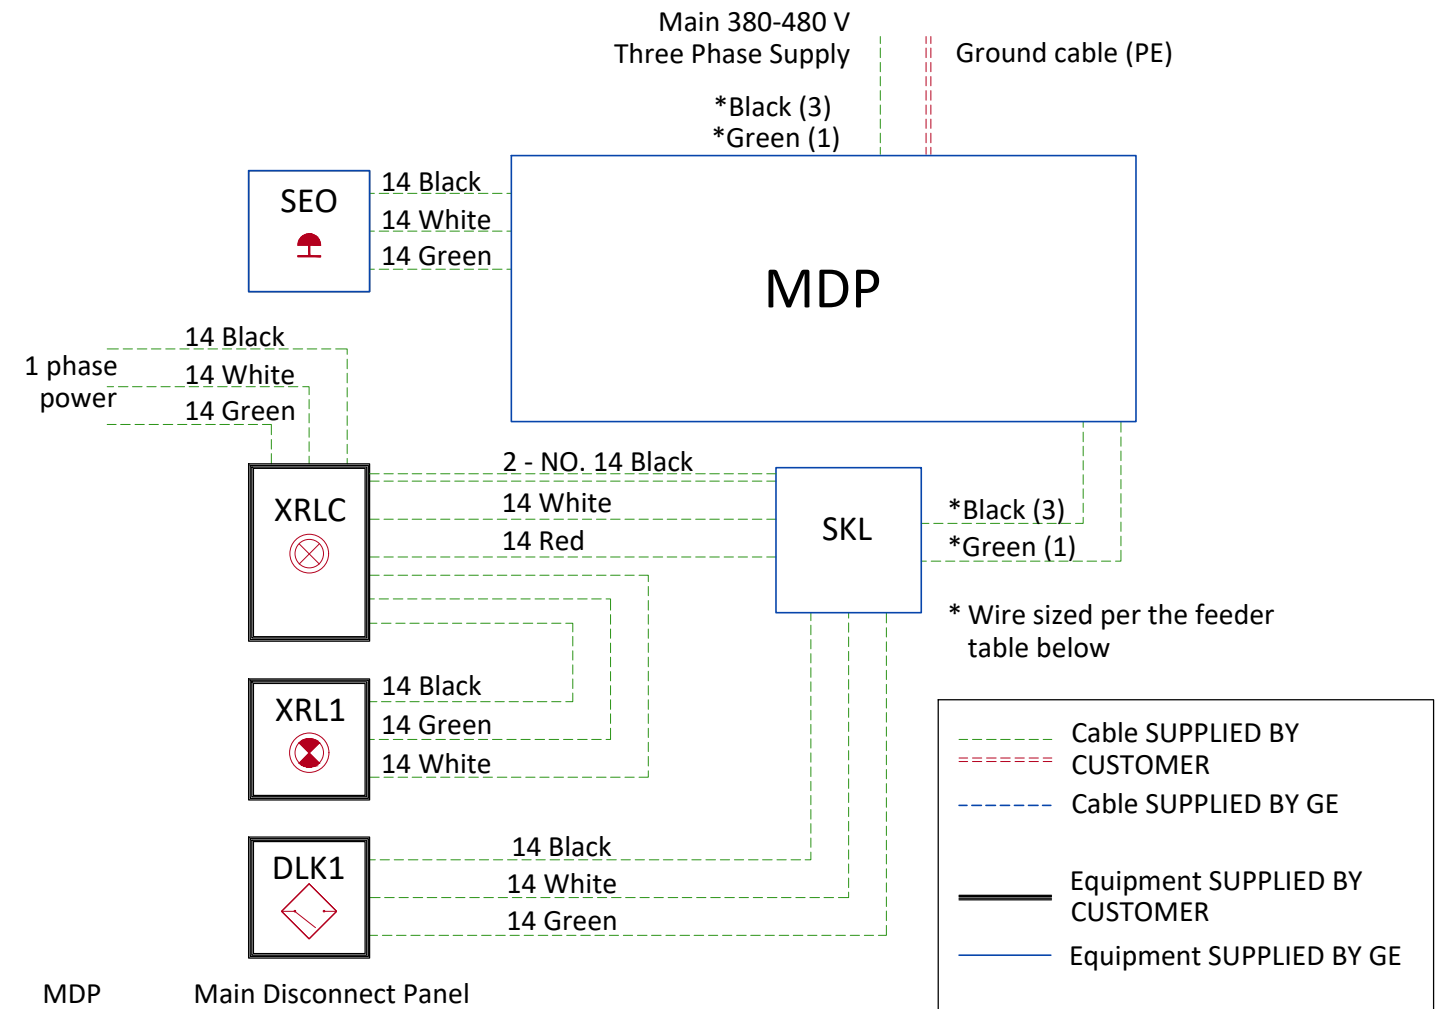 Main 380-480 V
Three Phase Supply
Ground cable (PE)
*Black (3)
*Green (1)
SEO
14 Black
14 White
14 Green
MDP
1 phase
power
14 Black
14 White
14 Green
XRLC
2 - NO. 14 Black
14 White
14 Red
SKL
*Black (3)
*Green (1)
* Wire sized per the feeder
table below
XRL1
14 Black
14 Green
14 White
DLK1
14 Black
14 White
14 Green
Cable SUPPLIED BY
CUSTOMER
Cable SUPPLIED BY GE
Equipment SUPPLIED BY
CUSTOMER
Equipment SUPPLIED BY GE
MDP Main Disconnect Panel